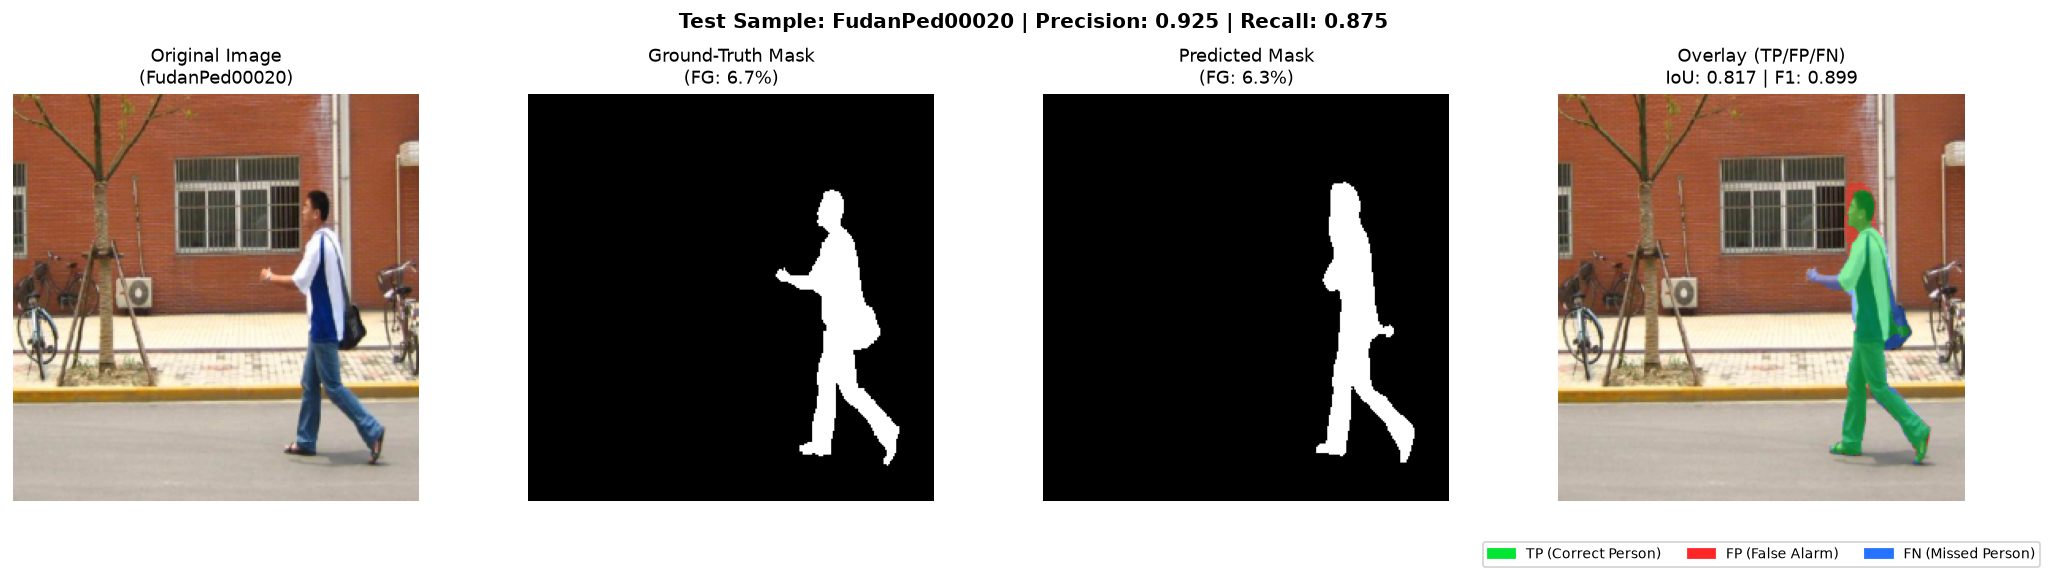 Test Sample: FudanPed00020 | Precision: 0.925 | Recall: 0.875
Original Image
(FudanPed00020)
Ground-Truth Mask
(FG: 6.7%)
Predicted Mask
(FG: 6.3%)
Overlay (TP/FP/FN)
IoU: 0.817 | F1: 0.899
TP (Correct Person)
FP (False Alarm)
FN (Missed Person)